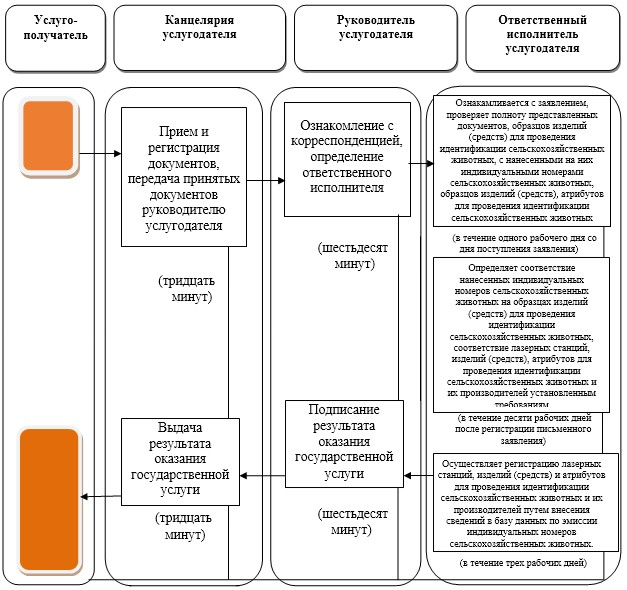 Услуго-
получатель
Канцелярия
услугодателя
Руководитель
услугодателя
Ответственный
исполнитель
услугодателя
Прием и
регистрация
документов,
передача принятых
документов
руководителю
услугодателя
(тридцать
минут)
Ознакомление с
корреспонденцией,
определение
ответственного
исполнителя
(шестьдесят
минут)
Ознакамливается с заявлением,
проверяет полноту представленных
документов, образцов изделий
(средств) для проведения
идентификации сельскохозяйственных
животных, с нанесенными на них
индивидуальными номерами
сельскохозяйственных животных,
образцов изделий (средств), атрибутов
для проведения идентификации
сельскохозяйственных животных
(в течение одного рабочего дня со
дня поступления заявления)
Определяет соответствие
нанесенных индивидуальных
номеров сельскохозяйственных
животных на образцах изделий
(средств) для проведения
идентификации
сельскохозяйственных животных,
соответствие лазерных станций,
изделий (средств), атрибутов для
проведения идентификации
сельскохозяйственных животных и
их производителей установленным
требованиям
(в течение десяти рабочих дней
после регистрации письменного
заявления)
Осуществляет регистрацию лазерных
станций, изделий (средств) и атрибутов
для проведения идентификации
сельскохозяйственных животных и их
производителей путем внесения
сведений в базу данных по эмиссии
индивидуальных номеров
сельскохозяйственных животных.
(в течение трех рабочих дней)
Подписание
результата
оказания
государственной
услуги
(шестьдесят
минут)
Выдача
результата
оказания
государственной
услуги
(тридцать
минут)